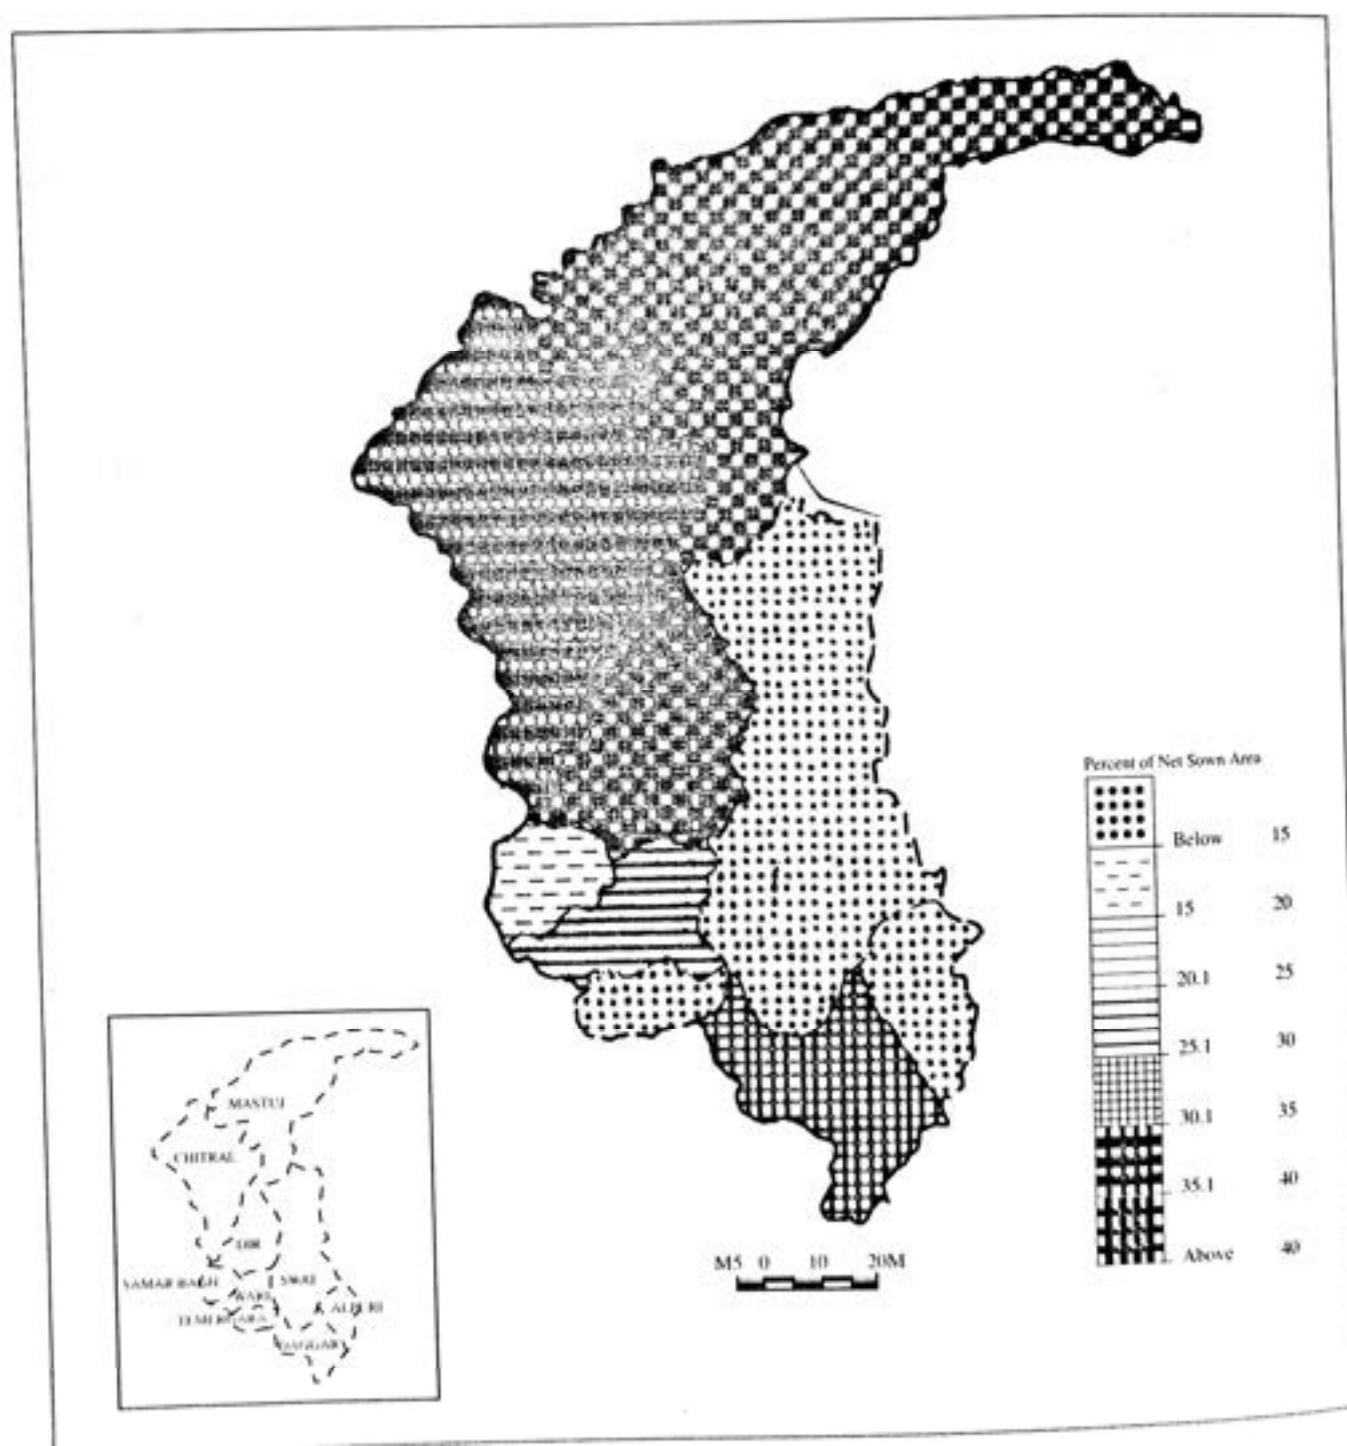 Percent of Net Sown Area
Below 15
15 20
20.1 25
25.1 30
30.1 35
35.1 40
Above 40
M5 0 10 20M
MASTUJ
CHITRAL
DIR
SAMAR BAGH
SWAT
WARI
ALPURI
TEMERGARA
DAGGAR